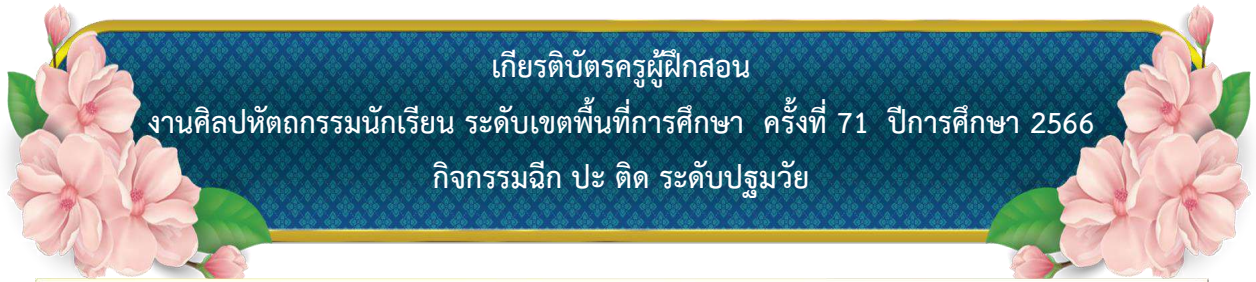 เกียรติบัตรครูผู้ฝึกสอน
งานศิลปหัตถกรรมนักเรียน ระดับเขตพื้นที่การศึกษา ครั้งที่ 71 ปีการศึกษา 2566
กิจกรรมฉีก ปะ ติด ระดับปฐมวัย